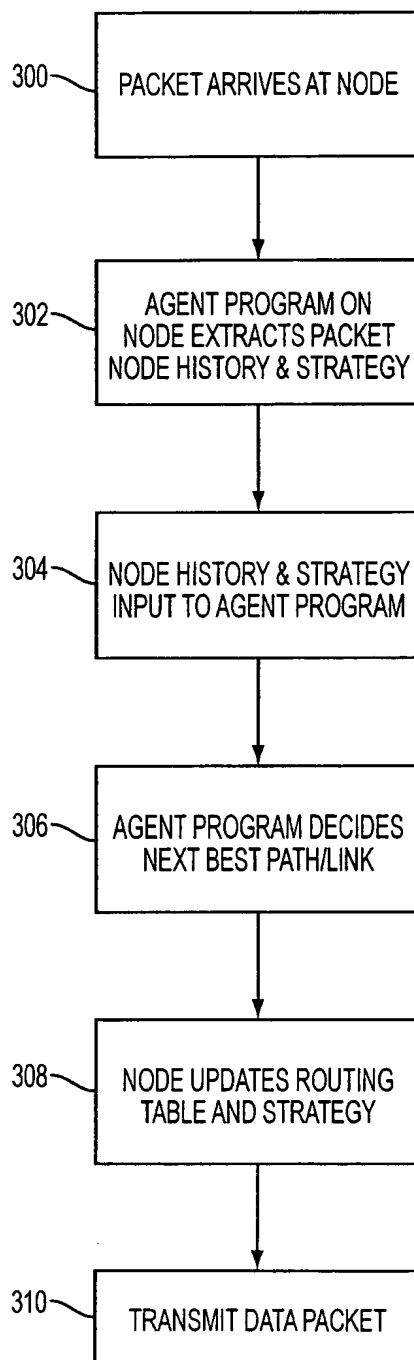 300
PACKET ARRIVES AT NODE
302
AGENT PROGRAM ON
NODE EXTRACTS PACKET
NODE HISTORY & STRATEGY
304
NODE HISTORY & STRATEGY
INPUT TO AGENT PROGRAM
306
AGENT PROGRAM DECIDES
NEXT BEST PATH/LINK
308
NODE UPDATES ROUTING
TABLE AND STRATEGY
310
TRANSMIT DATA PACKET